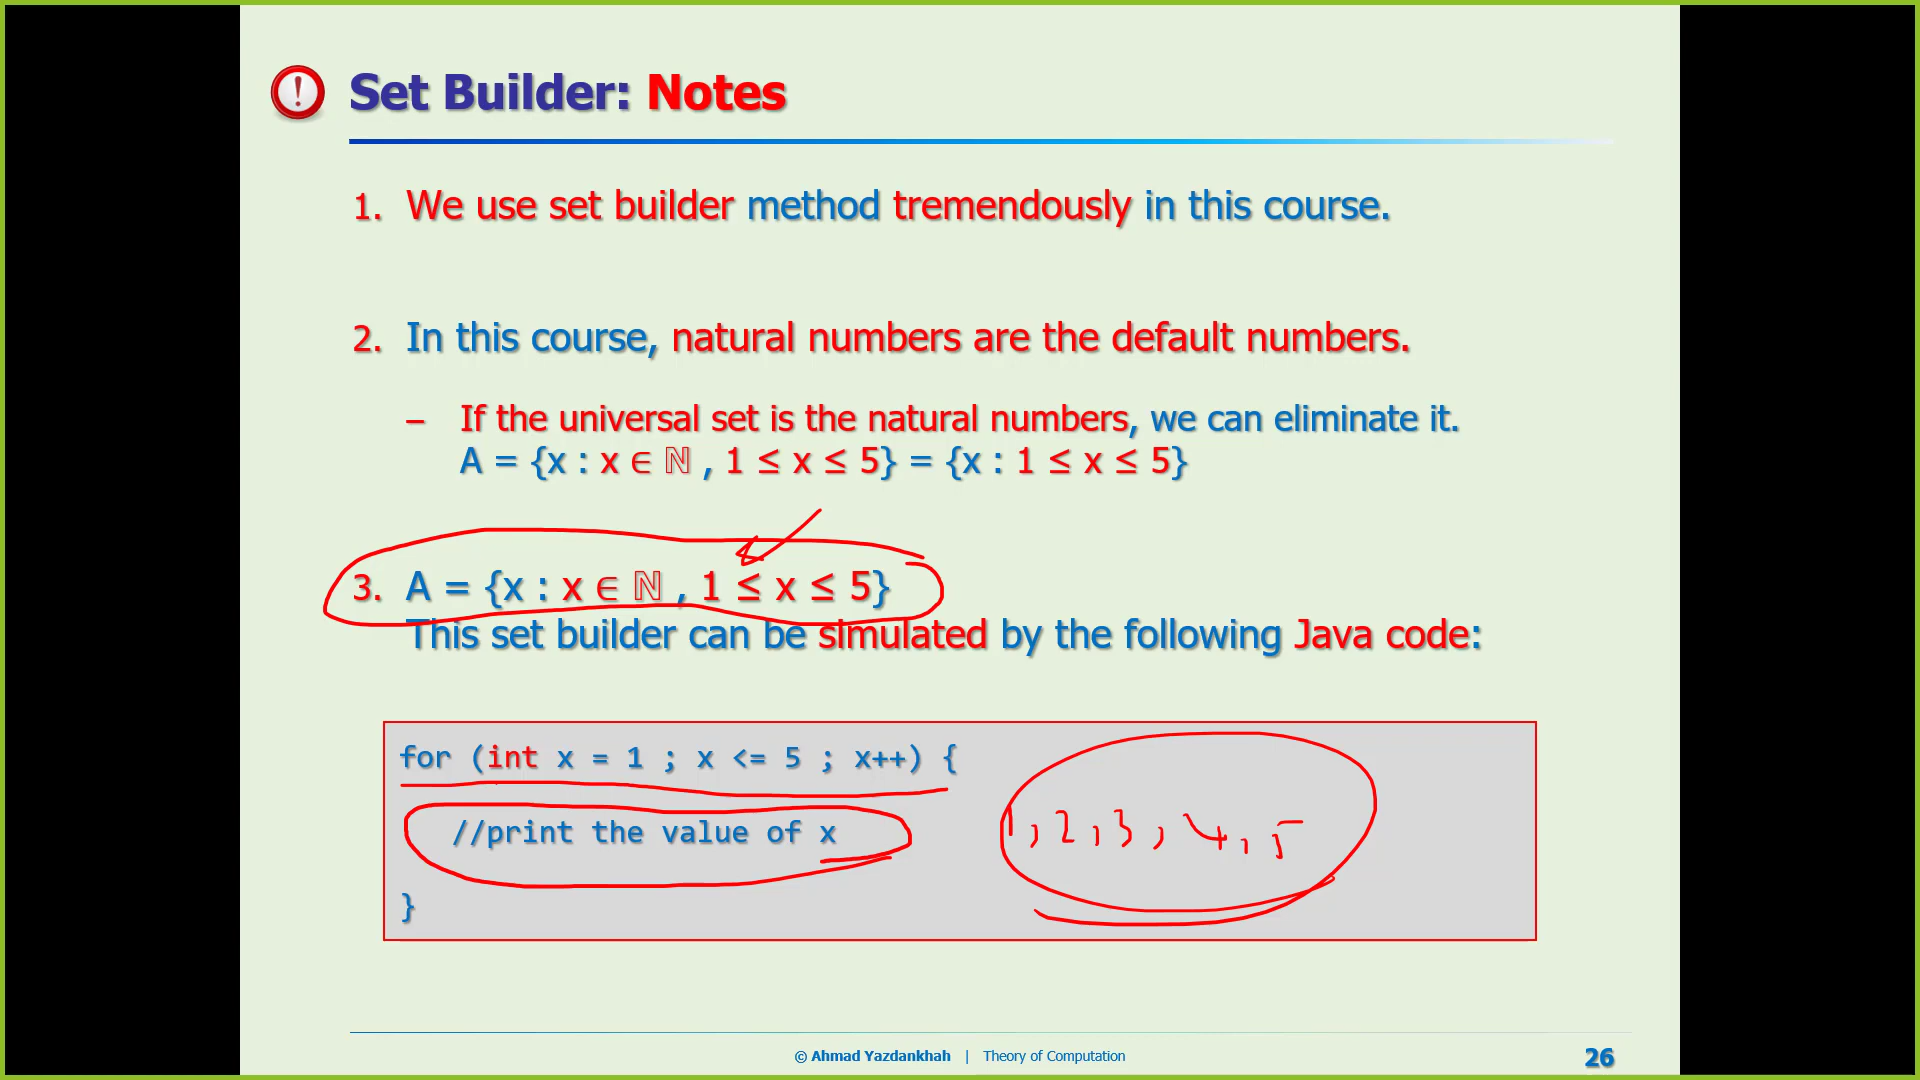 Set Builder: Notes
1. We use set builder method tremendously in this course.
2. In this course, natural numbers are the default numbers.
– If the universal set is the natural numbers, we can eliminate it.
A = {x : x ∈ ℕ , 1 ≤ x ≤ 5} = {x : 1 ≤ x ≤ 5}
3. A = {x : x ∈ ℕ , 1 ≤ x ≤ 5}
This set builder can be simulated by the following Java code:
for (int x = 1 ; x <= 5 ; x++) {
//print the value of x
1, 2, 3, 4, 5
}
© Ahmad Yazdankhah | Theory of Computation
26